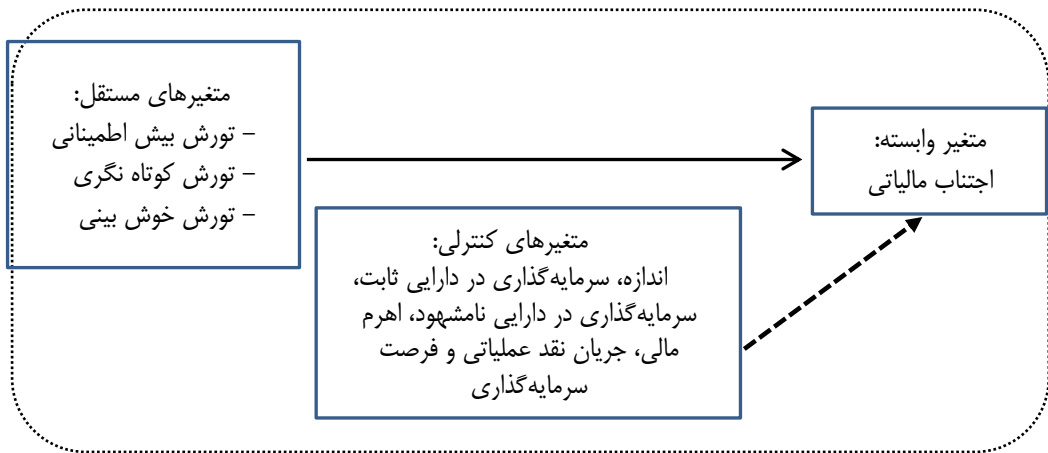 متغیرهای مستقل:
– تورش بیش اطمینانی
– تورش کوتاه نگری
– تورش خوش بینی
متغیر وابسته:
اجتناب مالیاتی
متغیرهای کنترلی:
اندازه، سرمایه‌گذاری در دارایی ثابت،
سرمایه‌گذاری در دارایی نامشهود، اهرم
مالی، جریان نقد عملیاتی و فرصت
سرمایه‌گذاری